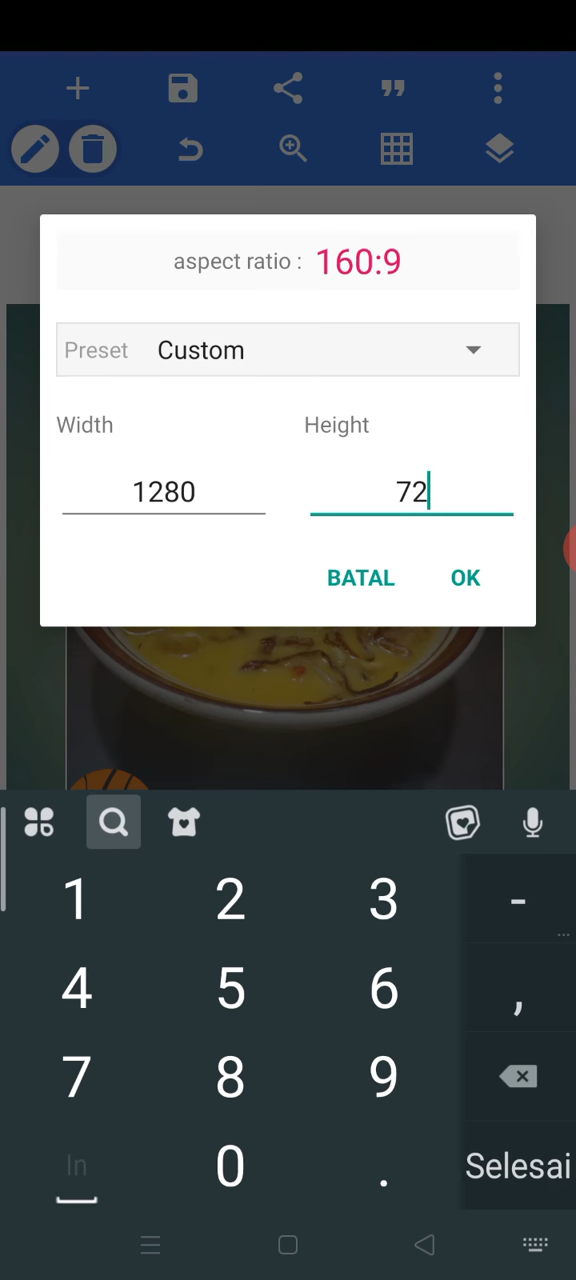 aspect ratio : 160:9
Preset Custom
Width Height
1280 72
BATAL OK
1 2 3 -
4 5 6 ,
7 8 9
In 0 . Selesai